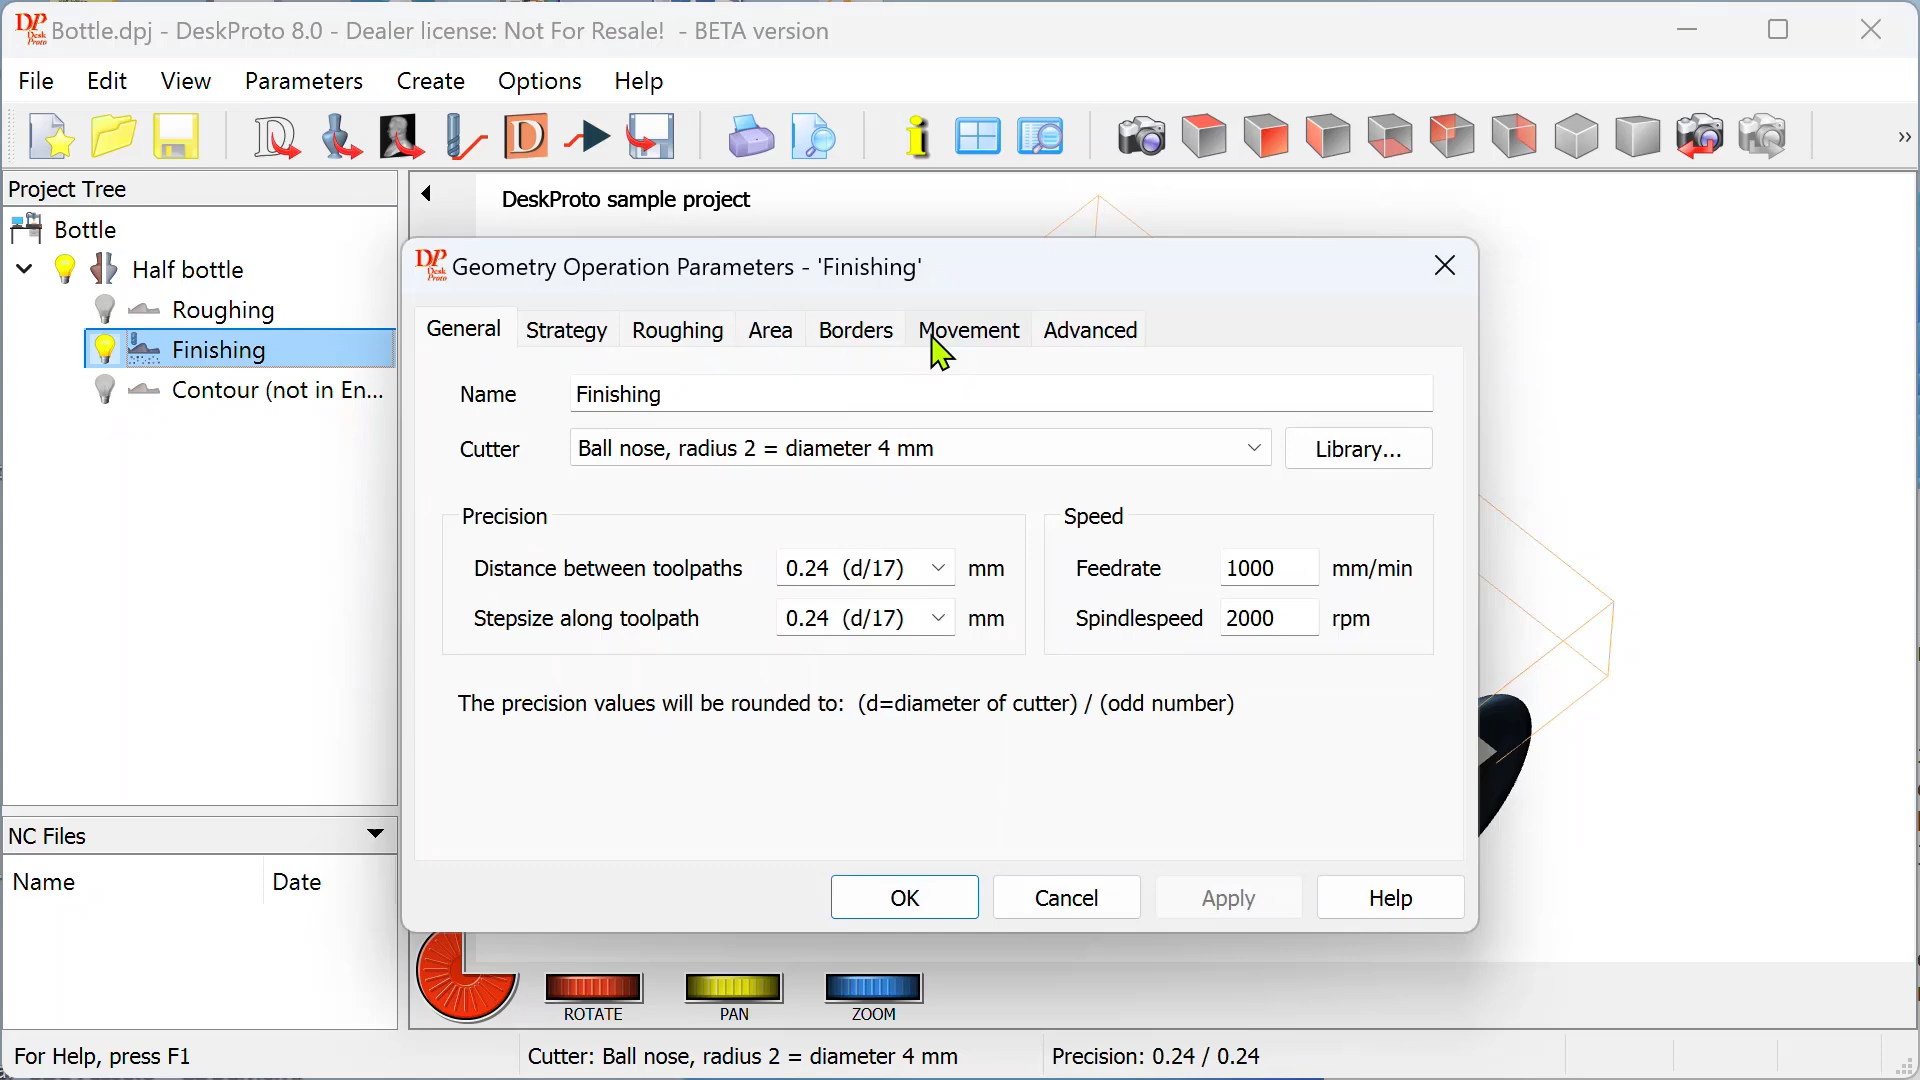 Bottle.dpj - DeskProto 8.0 - Dealer license: Not For Resale! - BETA version
File Edit View Parameters Create Options Help
Project Tree
Bottle
Half bottle
Roughing
Finishing
Contour (not in En...
NC Files
Name Date
DeskProto sample project
Geometry Operation Parameters - 'Finishing'
General Strategy Roughing Area Borders Movement Advanced
Name Finishing
Cutter Ball nose, radius 2 = diameter 4 mm Library...
Precision
Distance between toolpaths 0.24 (d/17) mm
Stepsize along toolpath 0.24 (d/17) mm
Speed
Feedrate 1000 mm/min
Spindlespeed 2000 rpm
The precision values will be rounded to: (d=diameter of cutter) / (odd number)
OK Cancel Apply Help
ROTATE PAN ZOOM
For Help, press F1 Cutter: Ball nose, radius 2 = diameter 4 mm Precision: 0.24 / 0.24